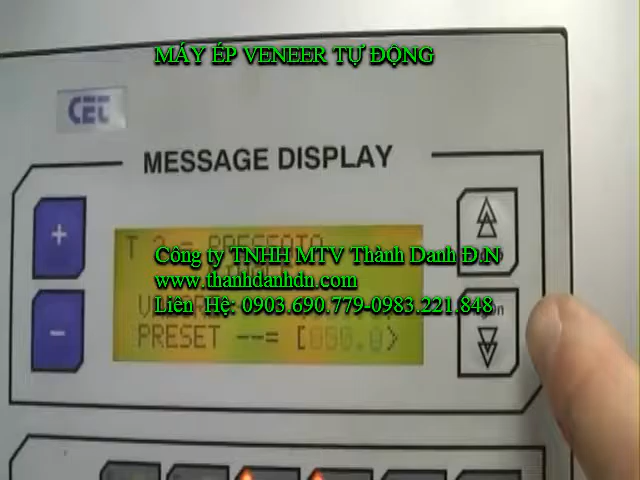 MÁY ÉP VENEER TỰ ĐỘNG
CET
MESSAGE DISPLAY
+
T 2 =
Công ty TNHH MTV Thành Danh Đ.N
www.thanhdanhdn.com
Liên Hệ: 0903.690.779-0983.221.848
-
PRESET --= [050.0>